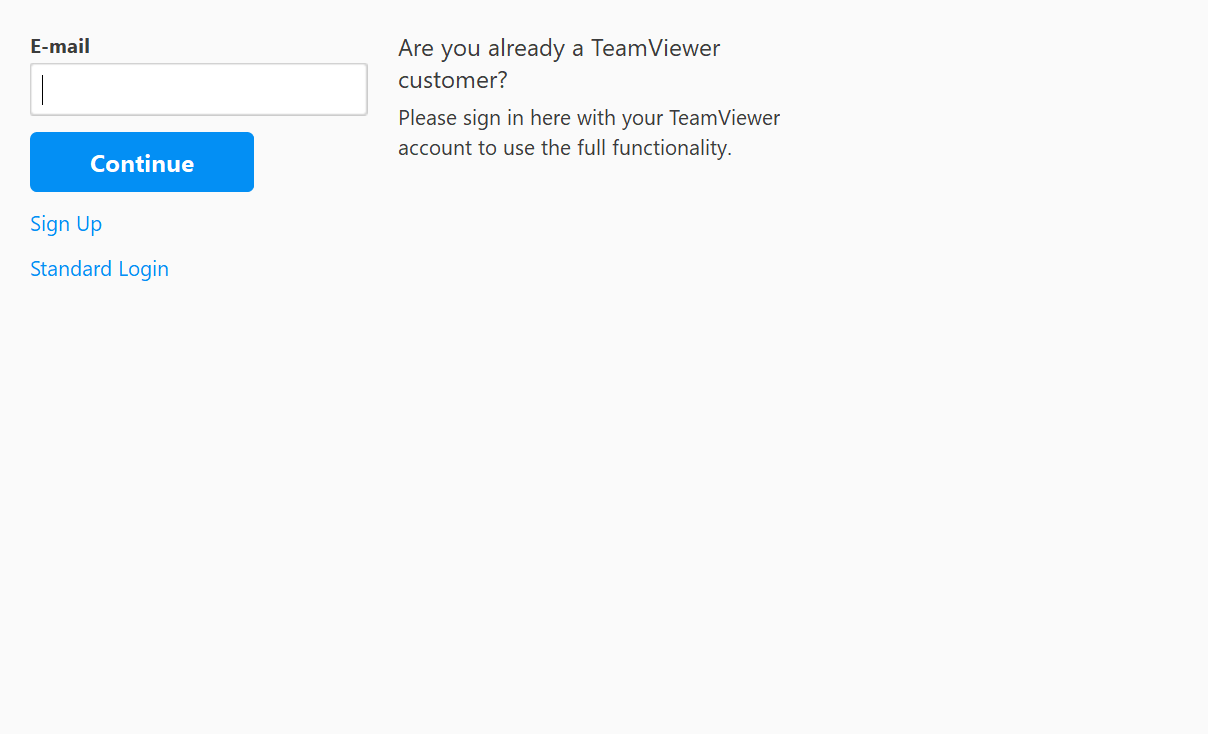 E-mail
Continue
Sign Up
Standard Login
Are you already a TeamViewer
customer?
Please sign in here with your TeamViewer
account to use the full functionality.